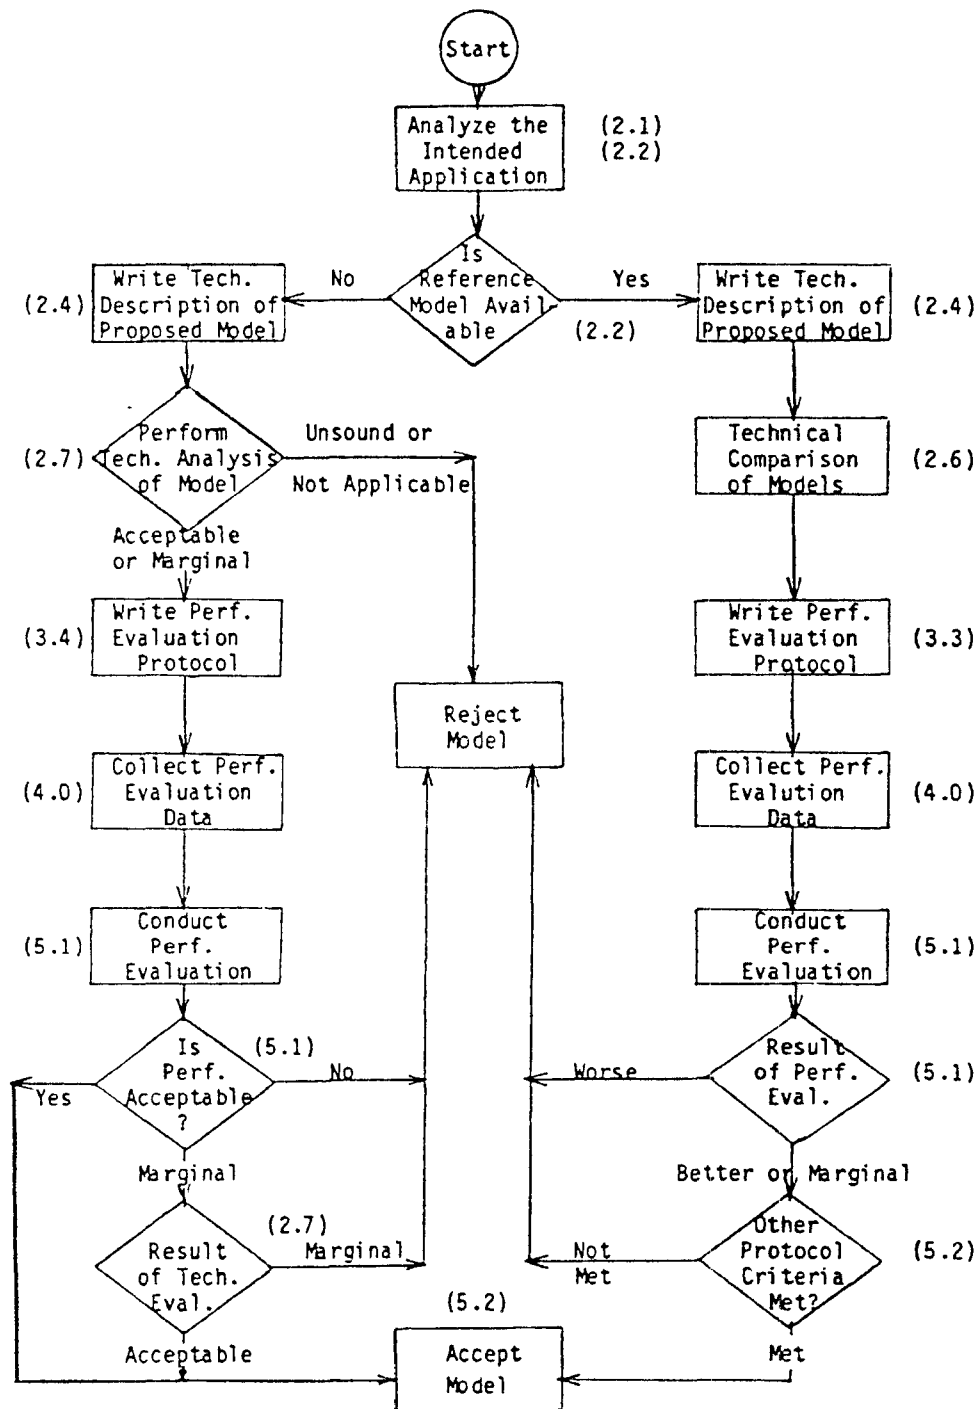 Start
Analyze the
Intended
Application
(2.1)
(2.2)
Is
Reference
Model Avail
able
No
Yes
(2.2)
(2.4)
Write Tech.
Description of
Proposed Model
Write Tech.
Description of
Proposed Model
(2.4)
(2.7)
Perform
Tech. Analysis
of Model
Unsound or
Not Applicable
Acceptable
or Marginal
Technical
Comparison
of Models
(2.6)
(3.4)
Write Perf.
Evaluation
Protocol
Write Perf.
Evaluation
Protocol
(3.3)
Reject
Model
(4.0)
Collect Perf.
Evaluation
Data
Collect Perf.
Evalution
Data
(4.0)
(5.1)
Conduct
Perf.
Evaluation
Conduct
Perf.
Evaluation
(5.1)
Is
Perf.
Acceptable
?
(5.1)
Yes
No
Marginal
Result
of Perf.
Eval.
(5.1)
Worse
Better or Marginal
Result
of Tech.
Eval.
(2.7)
Marginal
Acceptable
Other
Protocol
Criteria
Met?
(5.2)
Not
Met
Met
(5.2)
Accept
Model